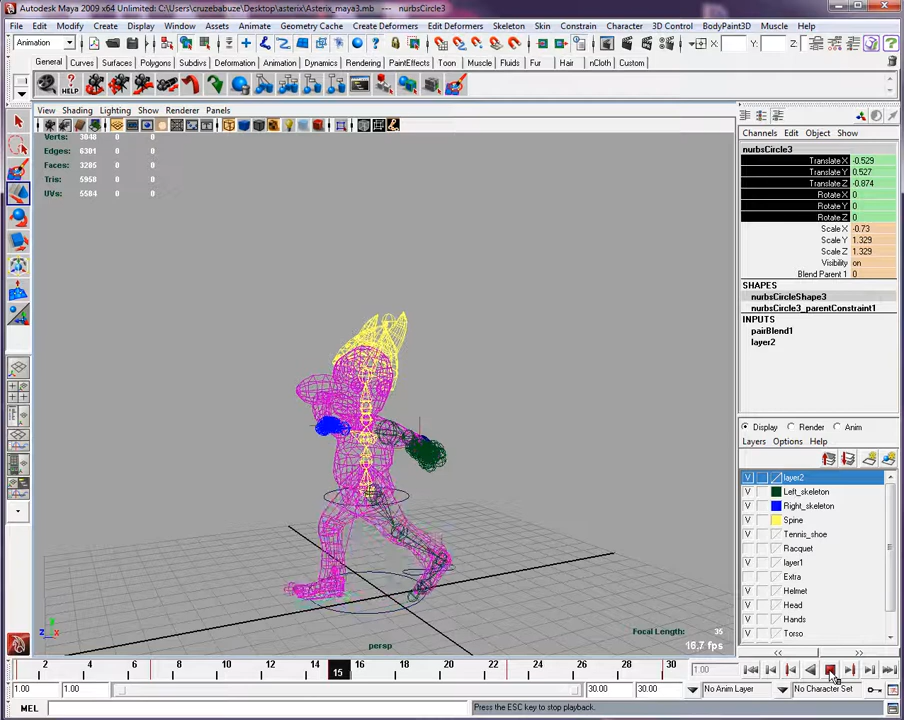 Autodesk Maya 2009 x64 Unlimited: C:\Users\cruzebabuze\Desktop\asterix\Asterix_maya3.mb --- nurbsCircle3
File Edit Modify Create Display Window Assets Animate Geometry Cache Create Deformers Edit Deformers Skeleton Skin Constrain Character 3D Control BodyPaint3D Muscle Help
Animation X: Y: Z:
General Curves Surfaces Polygons Subdivs Deformation Animation Dynamics Rendering PaintEffects Toon Muscle Fluids Fur Hair nCloth Custom
HELP
View Shading Lighting Show Renderer Panels
Channels Edit Object Show
Verts: 3048 0 0
Edges: 6301 0 0
Faces: 3285 0 0
Tris: 5958 0 0
UVs: 5584 0 0
nurbsCircle3
Translate X -0.529
Translate Y 0.527
Translate Z -0.874
Rotate X 0
Rotate Y 0
Rotate Z 0
Scale X -0.73
Scale Y 1.329
Scale Z 1.329
Visibility on
Blend Parent 1 0
SHAPES
nurbsCircleShape3
nurbsCircle3_parentConstraint1
INPUTS
pairBlend1
layer2
Display Render Anim
Layers Options Help
V layer2
V Left_skeleton
V Right_skeleton
V Spine
V Tennis_shoe
Racquet
V layer1
Extra
V Helmet
V Head
V Hands
V Torso
z x
persp
Focal Length: 35
16.7 fps
2 4 6 8 10 12 14 15 16 18 20 22 24 26 28 30 1.00
1.00 1.00 30.00 30.00 No Anim Layer No Character Set
MEL Press the ESC key to stop playback.